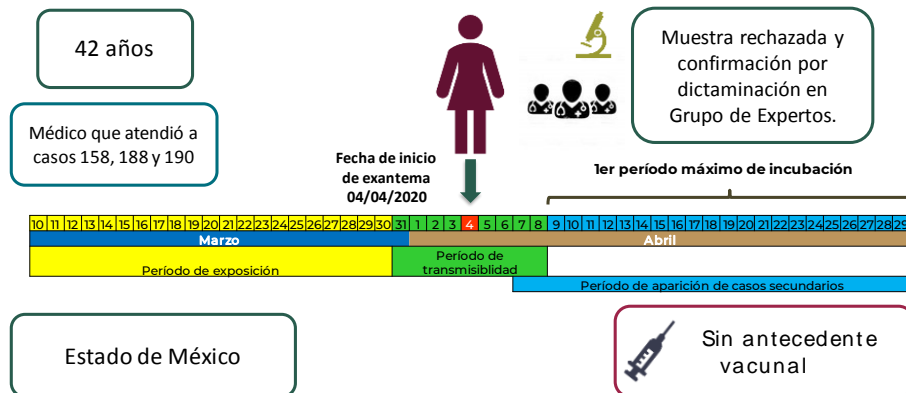 42 años
Médico que atendió a
casos 158, 188 y 190
Muestra rechazada y
confirmación por
dictaminación en
Grupo de Expertos.
Fecha de inicio
de exantema
04/04/2020
1er período máximo de incubación
10 11 12 13 14 15 16 17 18 19 20 21 22 23 24 25 26 27 28 29 30 31 1 2 3 4 5 6 7 8 9 10 11 12 13 14 15 16 17 18 19 20 21 22 23 24 25 26 27 28 29
Marzo Abril
Período de exposición
Período de
transmisiblidad
Período de aparición de casos secundarios
Estado de México
Sin antecedente
vacunal